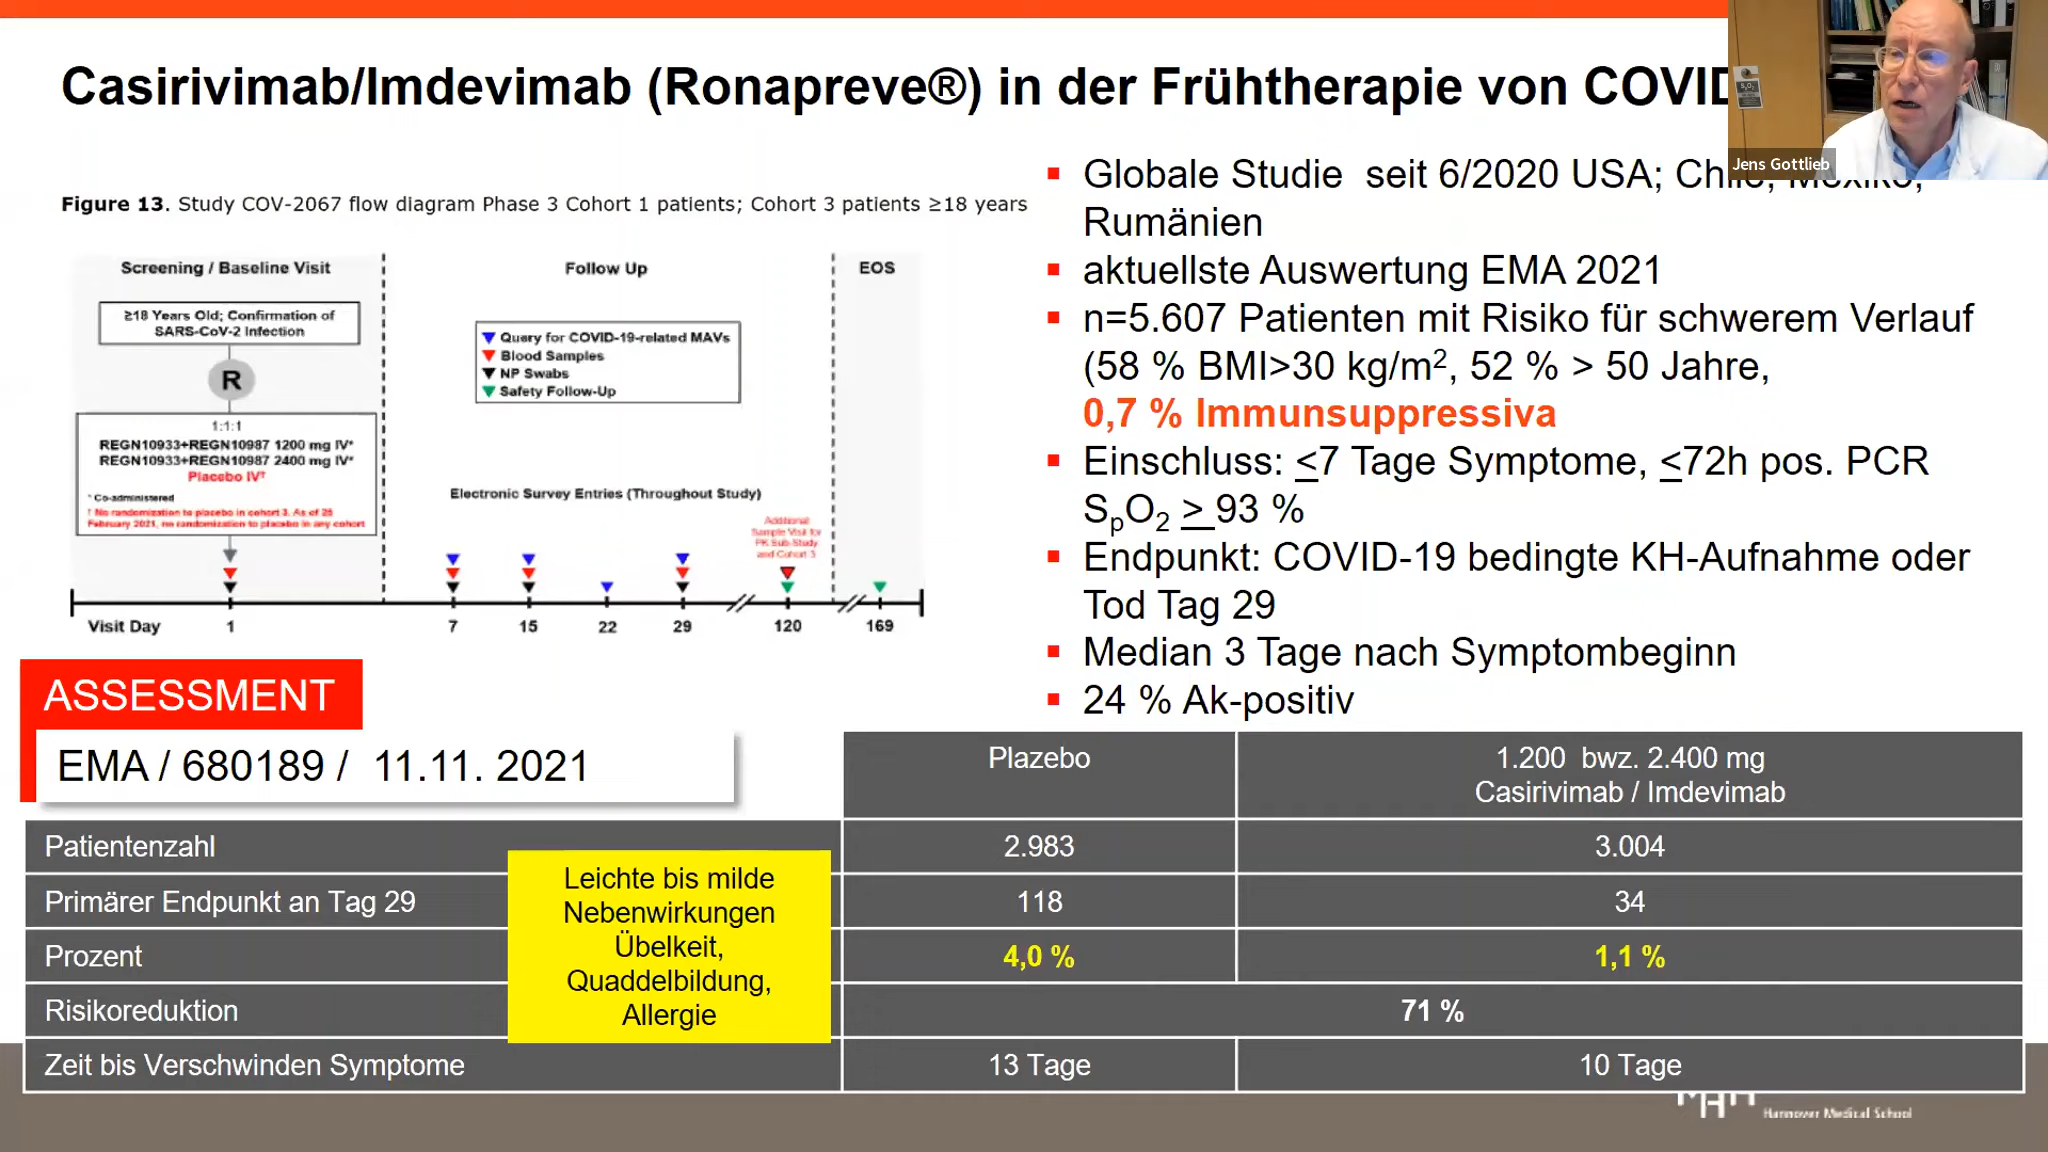 Casirivimab/Imdevimab (Ronapreve®) in der Frühtherapie von COVID
Jens Gottlieb
Figure 13. Study COV-2067 flow diagram Phase 3 Cohort 1 patients; Cohort 3 patients ≥18 years
Screening / Baseline Visit
Follow Up
EOS
≥18 Years Old; Confirmation of
SARS-CoV-2 Infection
R
1:1:1
REGN10933+REGN10987 1200 mg IV*
REGN10933+REGN10987 2400 mg IV*
Placebo IV†
* Co-administered
† No randomization to placebo in cohort 3. As of 25
February 2021, no randomization to placebo in any cohort
Query for COVID-19-related MAVs
Blood Samples
NP Swabs
Safety Follow-Up
Electronic Survey Entries (Throughout Study)
Additional
Sample Visit for
PK Sub-Study
and Cohort 3
Visit Day 1 7 15 22 29 120 169
Globale Studie seit 6/2020 USA; Chile, Mexiko,
Rumänien
aktuellste Auswertung EMA 2021
n=5.607 Patienten mit Risiko für schwerem Verlauf
(58 % BMI>30 kg/m², 52 % > 50 Jahre,
0,7 % Immunsuppressiva
Einschluss: ≤7 Tage Symptome, ≤72h pos. PCR
SpO2 ≥ 93 %
Endpunkt: COVID-19 bedingte KH-Aufnahme oder
Tod Tag 29
Median 3 Tage nach Symptombeginn
24 % Ak-positiv
ASSESSMENT
EMA / 680189 / 11.11. 2021
Plazebo
1.200 bwz. 2.400 mg
Casirivimab / Imdevimab
Patientenzahl 2.983 3.004
Primärer Endpunkt an Tag 29 118 34
Prozent 4,0 % 1,1 %
Risikoreduktion 71 %
Zeit bis Verschwinden Symptome 13 Tage 10 Tage
Leichte bis milde
Nebenwirkungen
Übelkeit,
Quaddelbildung,
Allergie
Hannover Medical School